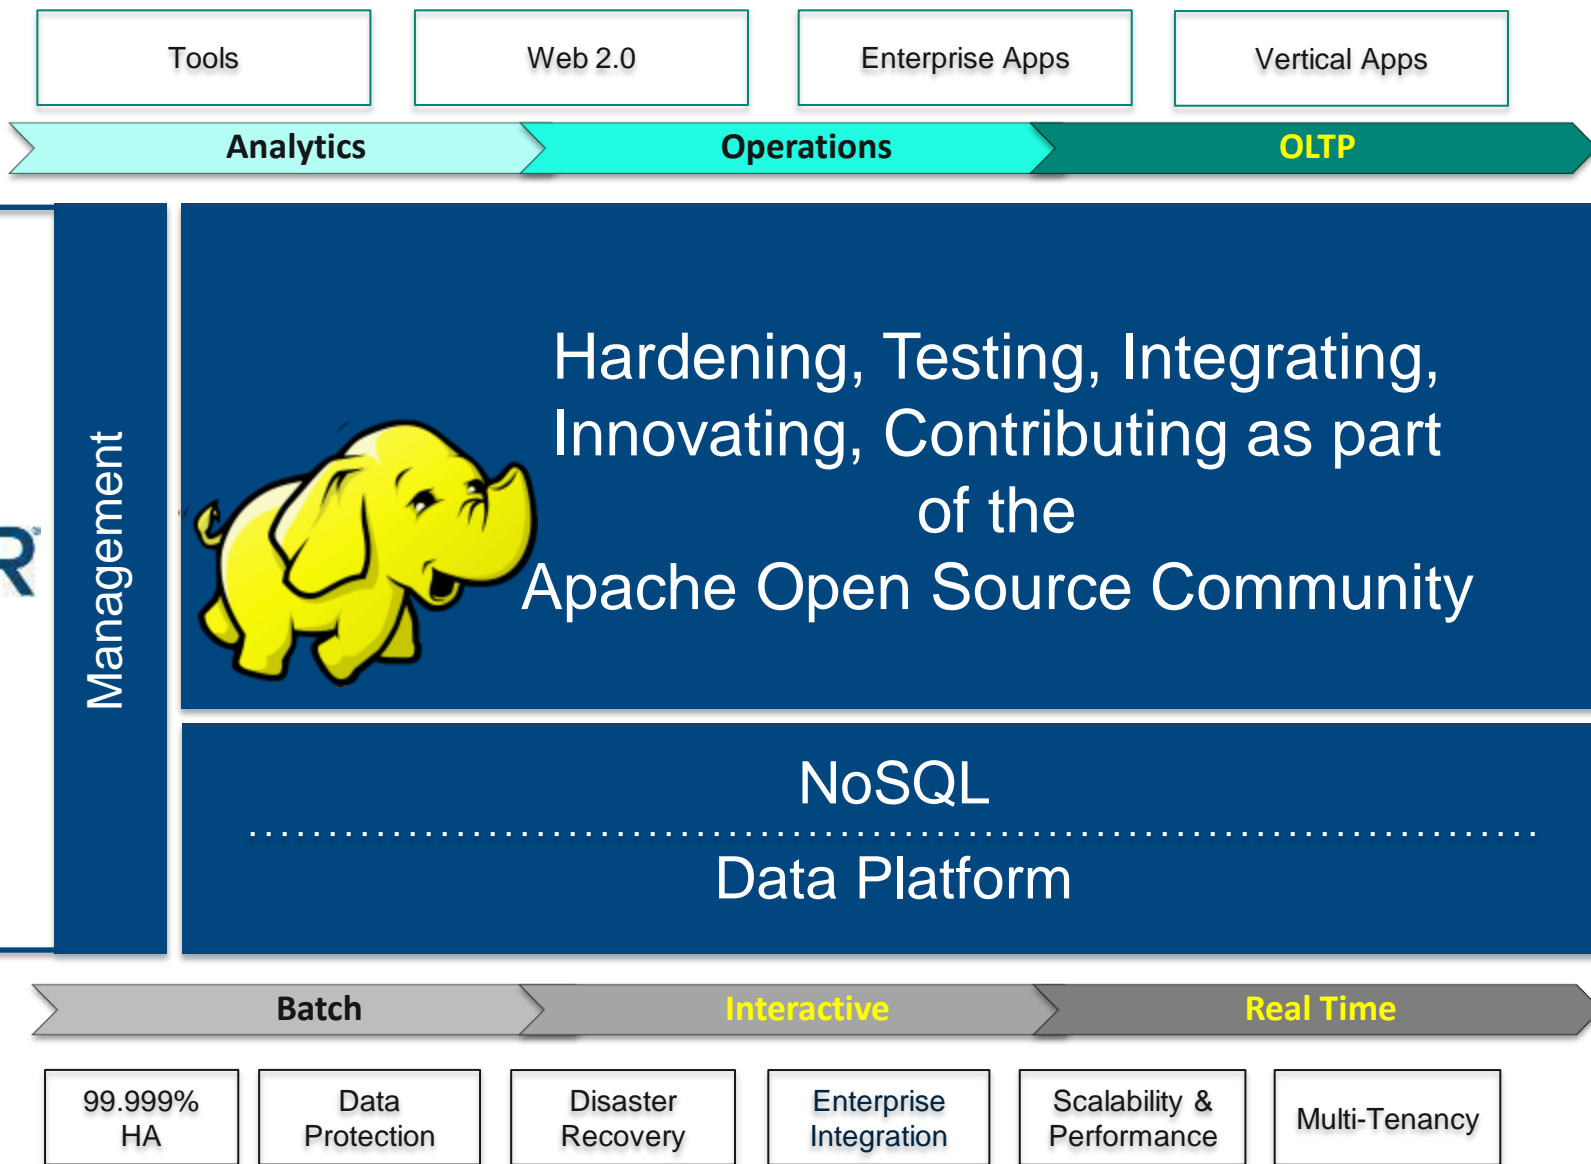 Tools
Web 2.0
Enterprise Apps
Vertical Apps
Analytics
Operations
OLTP
R
Management
Hardening, Testing, Integrating,
Innovating, Contributing as part
of the
Apache Open Source Community
NoSQL
Data Platform
Batch
Interactive
Real Time
99.999%
HA
Data
Protection
Disaster
Recovery
Enterprise
Integration
Scalability &
Performance
Multi-Tenancy